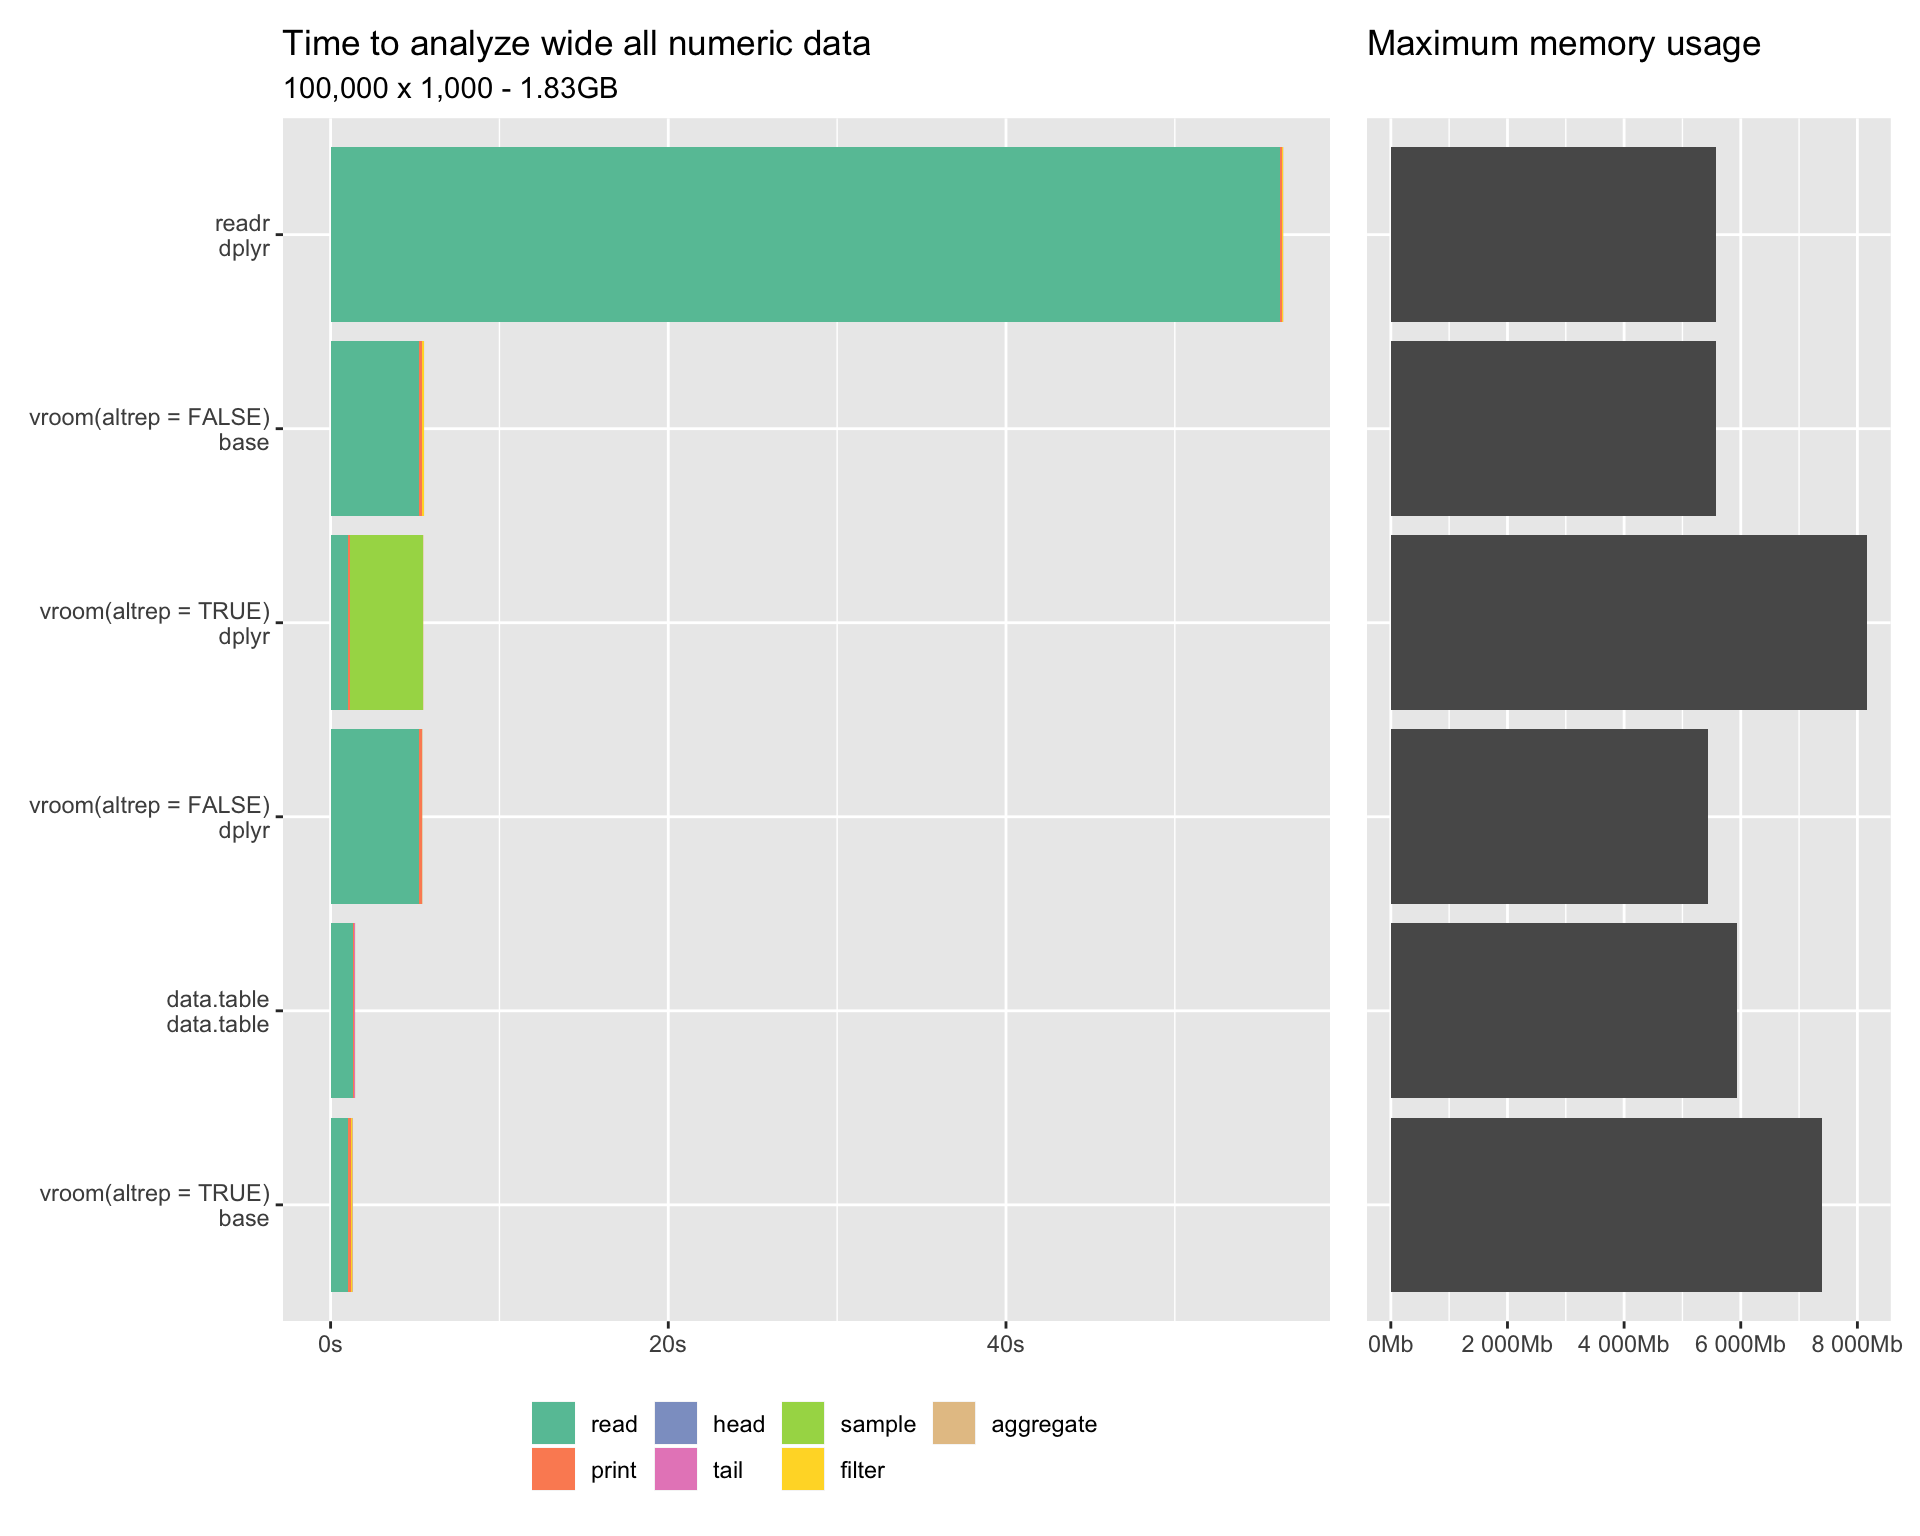 Time to analyze wide all numeric data
100,000 x 1,000 - 1.83GB
Maximum memory usage
readr
dplyr
vroom(altrep = FALSE)
base
vroom(altrep = TRUE)
dplyr
vroom(altrep = FALSE)
dplyr
data.table
data.table
vroom(altrep = TRUE)
base
0s 20s 40s
0Mb 2 000Mb 4 000Mb 6 000Mb 8 000Mb
read head sample aggregate
print tail filter